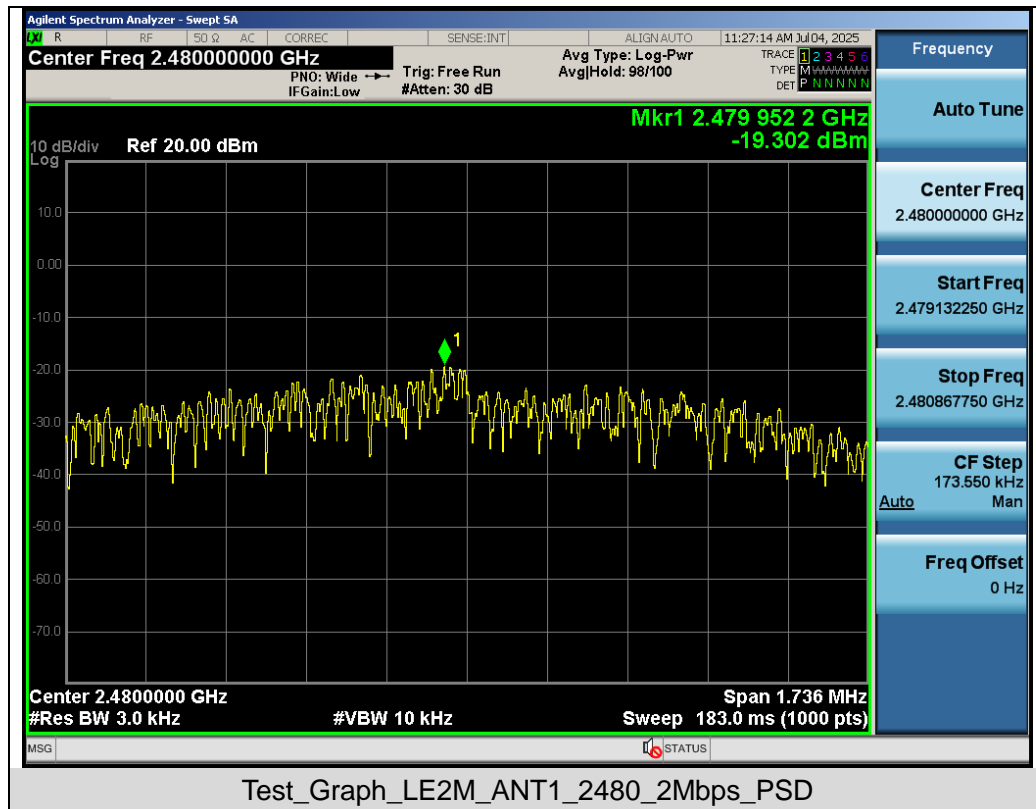 Agilent Spectrum Analyzer - Swept SA
LXI R RF 50 Ω AC CORREC SENSE:INT ALIGN AUTO 11:27:14 AM Jul 04, 2025
Center Freq 2.480000000 GHz
PNO: Wide
IFGain:Low
Trig: Free Run
#Atten: 30 dB
Avg Type: Log-Pwr
Avg|Hold: 98/100
TRACE 1 2 3 4 5 6
TYPE M W W W W W
DET P N N N N N
Mkr1 2.479 952 2 GHz
-19.302 dBm
10 dB/div Ref 20.00 dBm
Log
10.0
0.00
-10.0
1
-20.0
-30.0
-40.0
-50.0
-60.0
-70.0
Center 2.4800000 GHz Span 1.736 MHz
#Res BW 3.0 kHz #VBW 10 kHz Sweep 183.0 ms (1000 pts)
MSG STATUS
Frequency
Auto Tune
Center Freq
2.480000000 GHz
Start Freq
2.479132250 GHz
Stop Freq
2.480867750 GHz
CF Step
173.550 kHz
Auto Man
Freq Offset
0 Hz
Test_Graph_LE2M_ANT1_2480_2Mbps_PSD